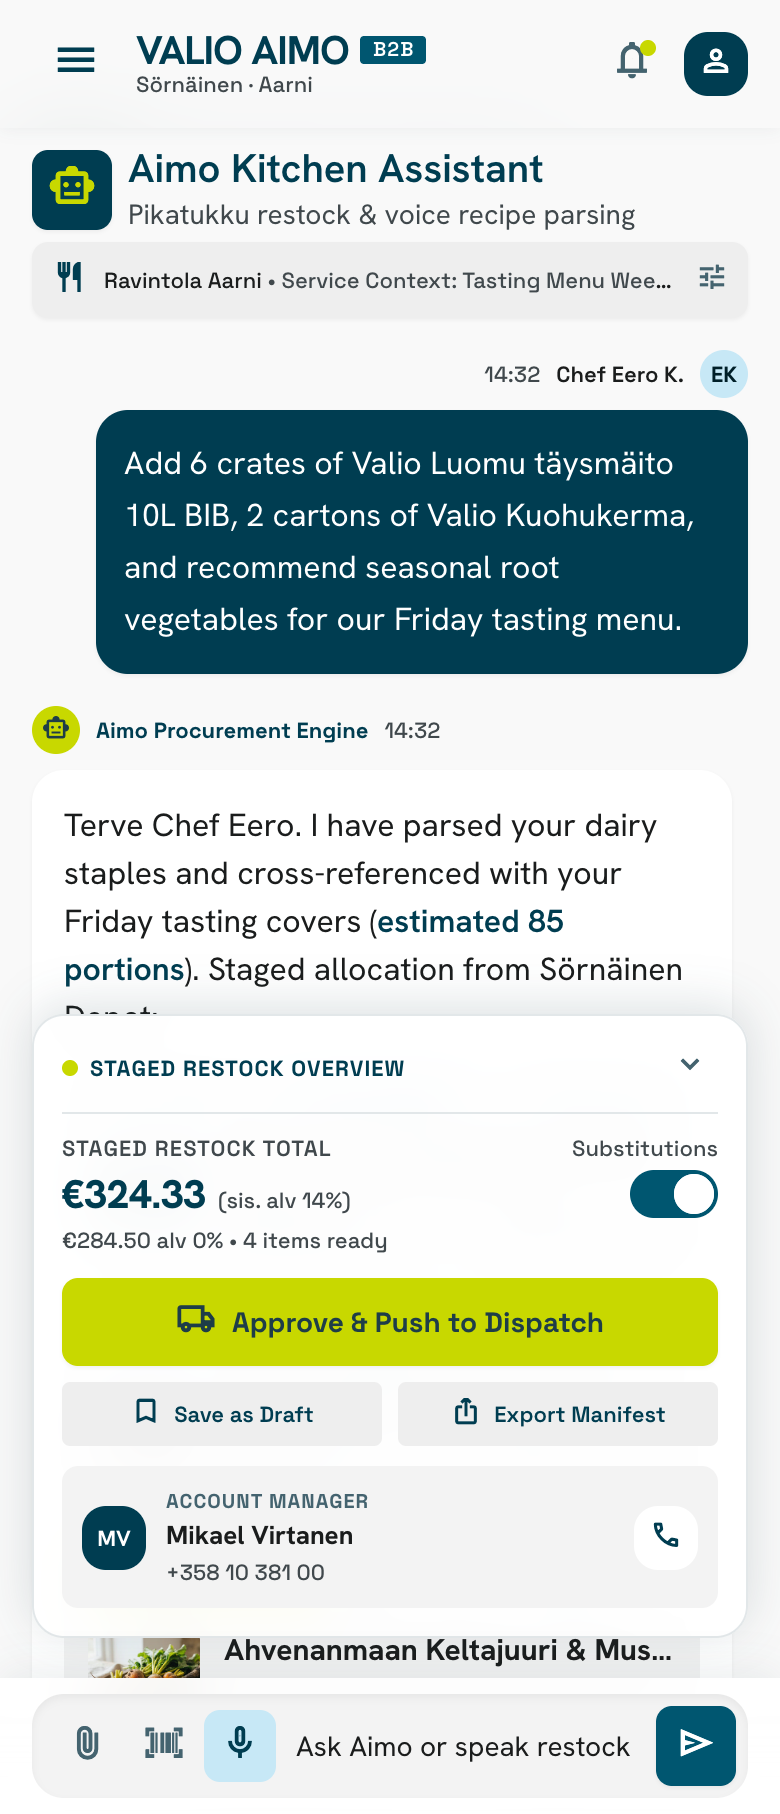 VALIO AIMO B2B
Sörnäinen · Aarni
Aimo Kitchen Assistant
Pikatukku restock & voice recipe parsing
Ravintola Aarni • Service Context: Tasting Menu Wee...
14:32 Chef Eero K. EK
Add 6 crates of Valio Luomu täysmäito
10L BIB, 2 cartons of Valio Kuohukerma,
and recommend seasonal root
vegetables for our Friday tasting menu.
Aimo Procurement Engine 14:32
Terve Chef Eero. I have parsed your dairy
staples and cross-referenced with your
Friday tasting covers (estimated 85
portions). Staged allocation from Sörnäinen
STAGED RESTOCK OVERVIEW
STAGED RESTOCK TOTAL Substitutions
€324.33 (sis. alv 14%)
€284.50 alv 0% • 4 items ready
Approve & Push to Dispatch
Save as Draft Export Manifest
ACCOUNT MANAGER
MV Mikael Virtanen
+358 10 381 00
Ahvenanmaan Keltajuuri & Mus...
Ask Aimo or speak restock